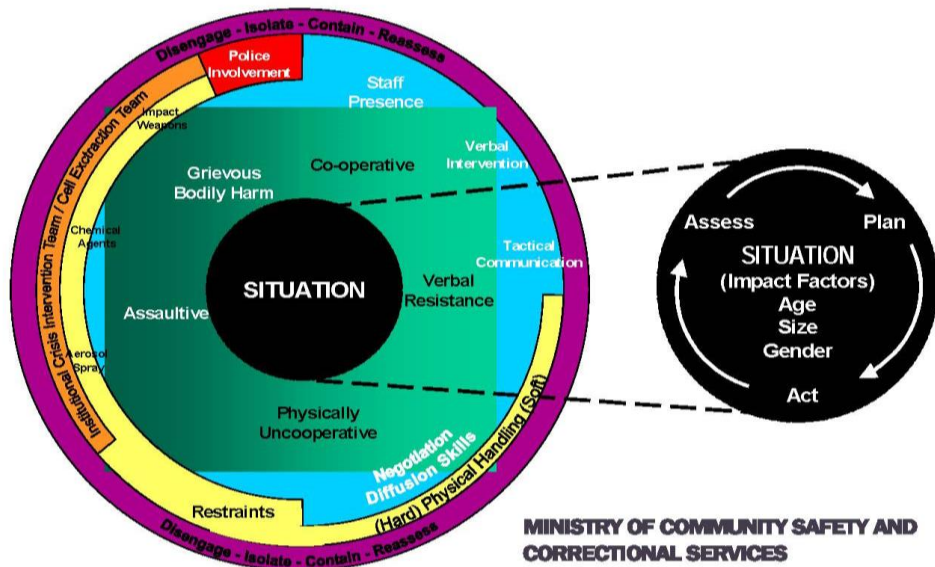 Disengage - Isolate - Contain - Reassess
Police
Involvement
Staff
Presence
Impact
Weapons
Verbal
Intervention
Co-operative
Grievous
Bodily Harm
Institutional Crisis Intervention Team / Cell Exctraction Team
Chemical
Agents
Tactical
Communication
SITUATION
Verbal
Resistance
Assaultive
Aerosol
Spray
Physically
Uncooperative
Negotiation
Diffusion Skills
(Hard) Physical Handling (Soft)
Restraints
Disengage - Isolate - Contain - Reassess
Assess
Plan
SITUATION
(Impact Factors)
Age
Size
Gender
Act
MINISTRY OF COMMUNITY SAFETY AND
CORRECTIONAL SERVICES